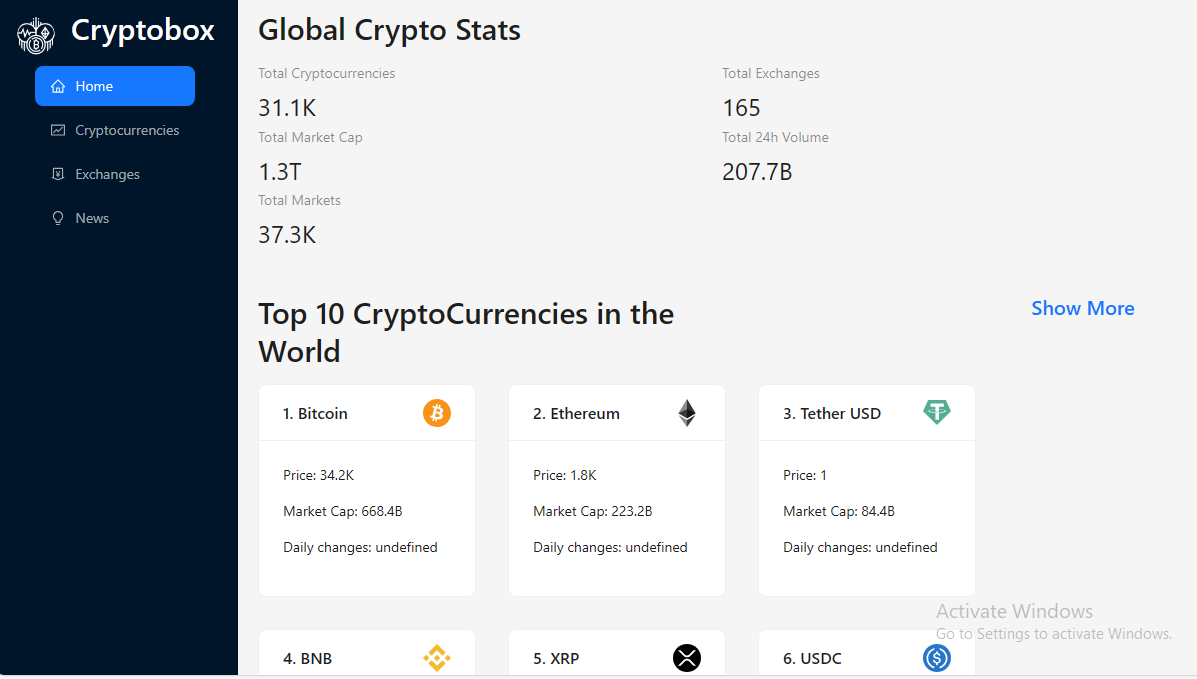 Cryptobox
Home
Cryptocurrencies
Exchanges
News
Global Crypto Stats
Total Cryptocurrencies
31.1K
Total Exchanges
165
Total Market Cap
1.3T
Total 24h Volume
207.7B
Total Markets
37.3K
Top 10 CryptoCurrencies in the
World
Show More
1. Bitcoin
Price: 34.2K
Market Cap: 668.4B
Daily changes: undefined
2. Ethereum
Price: 1.8K
Market Cap: 223.2B
Daily changes: undefined
3. Tether USD
Price: 1
Market Cap: 84.4B
Daily changes: undefined
4. BNB
5. XRP
6. USDC
Activate Windows
Go to Settings to activate Windows.